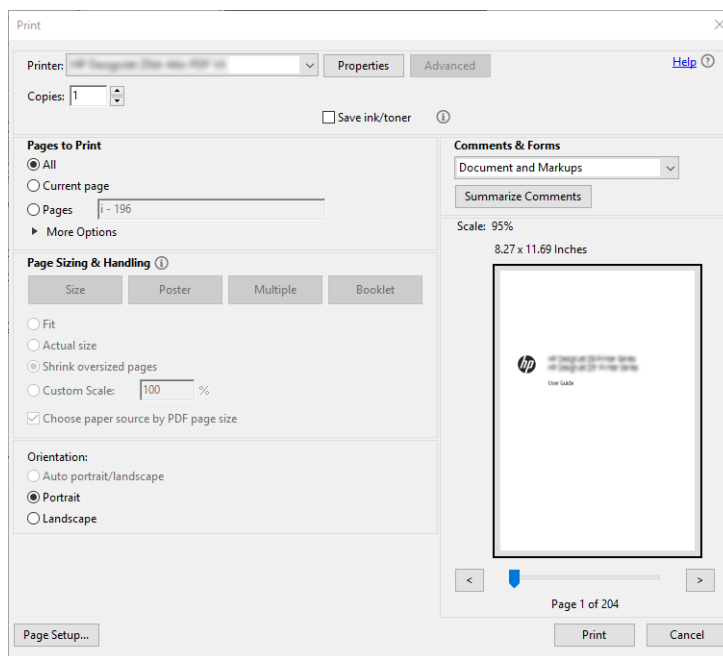 Print
Printer:
Properties
Advanced
Help
Copies: 1
Save ink/toner
Pages to Print
All
Current page
Pages i - 196
More Options
Page Sizing & Handling
Size Poster Multiple Booklet
Fit
Actual size
Shrink oversized pages
Custom Scale: 100 %
Choose paper source by PDF page size
Orientation:
Auto portrait/landscape
Portrait
Landscape
Comments & Forms
Document and Markups
Summarize Comments
Scale: 95%
8.27 x 11.69 Inches
hp
User Guide
< >
Page 1 of 204
Page Setup...
Print
Cancel